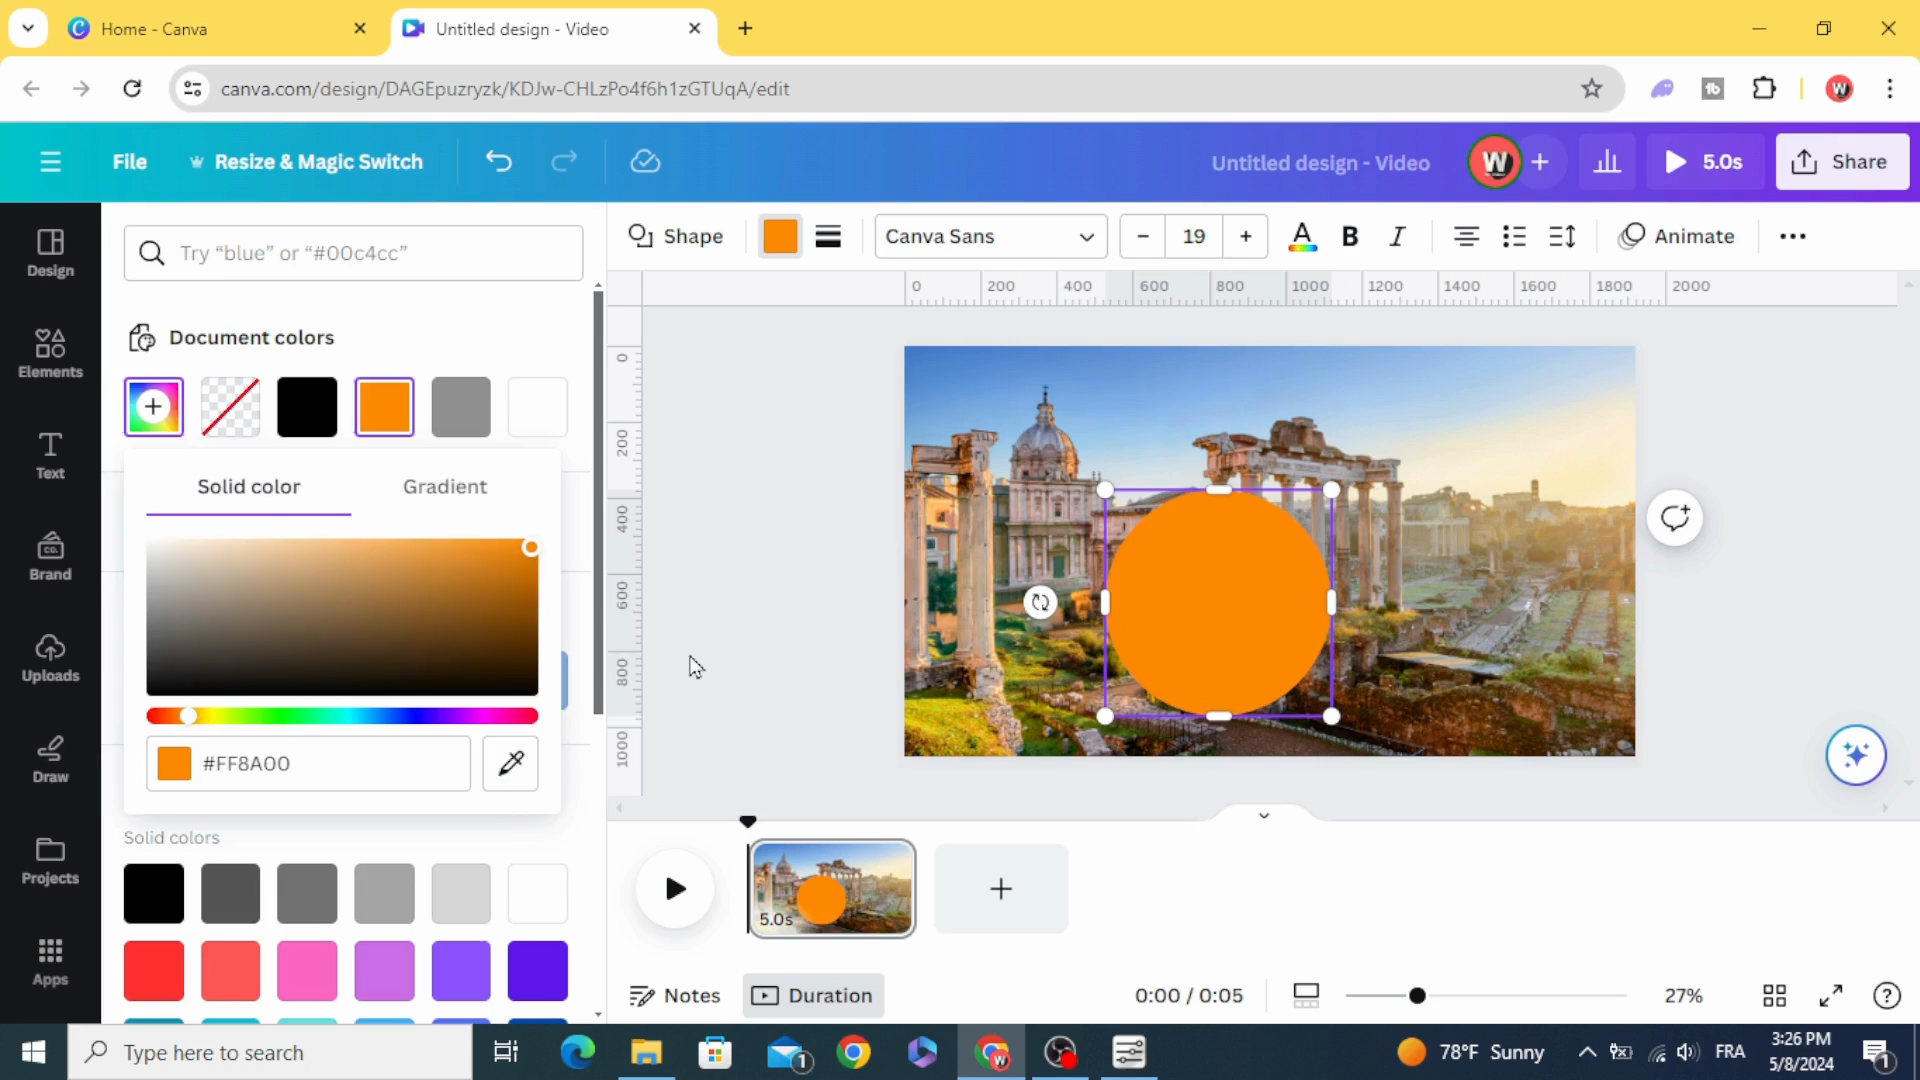 Home - Canva
Untitled design - Video
canva.com/design/DAGEpuzryzk/KDJw-CHLzPo4f6h1zGTUqA/edit
File
Resize & Magic Switch
Untitled design - Video
W
5.0s
Share
Design
Elements
Text
CO.
Brand
Uploads
Draw
Projects
Apps
Try “blue” or “#00c4cc”
Document colors
Solid color
Gradient
#FF8A00
Solid colors
Shape
Canva Sans
19
A
B
I
Animate
0 200 400 600 800 1000 1200 1400 1600 1800 2000
0
200
400
600
800
1000
5.0s
Notes
Duration
0:00 / 0:05
27%
Type here to search
1
W
78°F Sunny
FRA
3:26 PM
5/8/2024
1